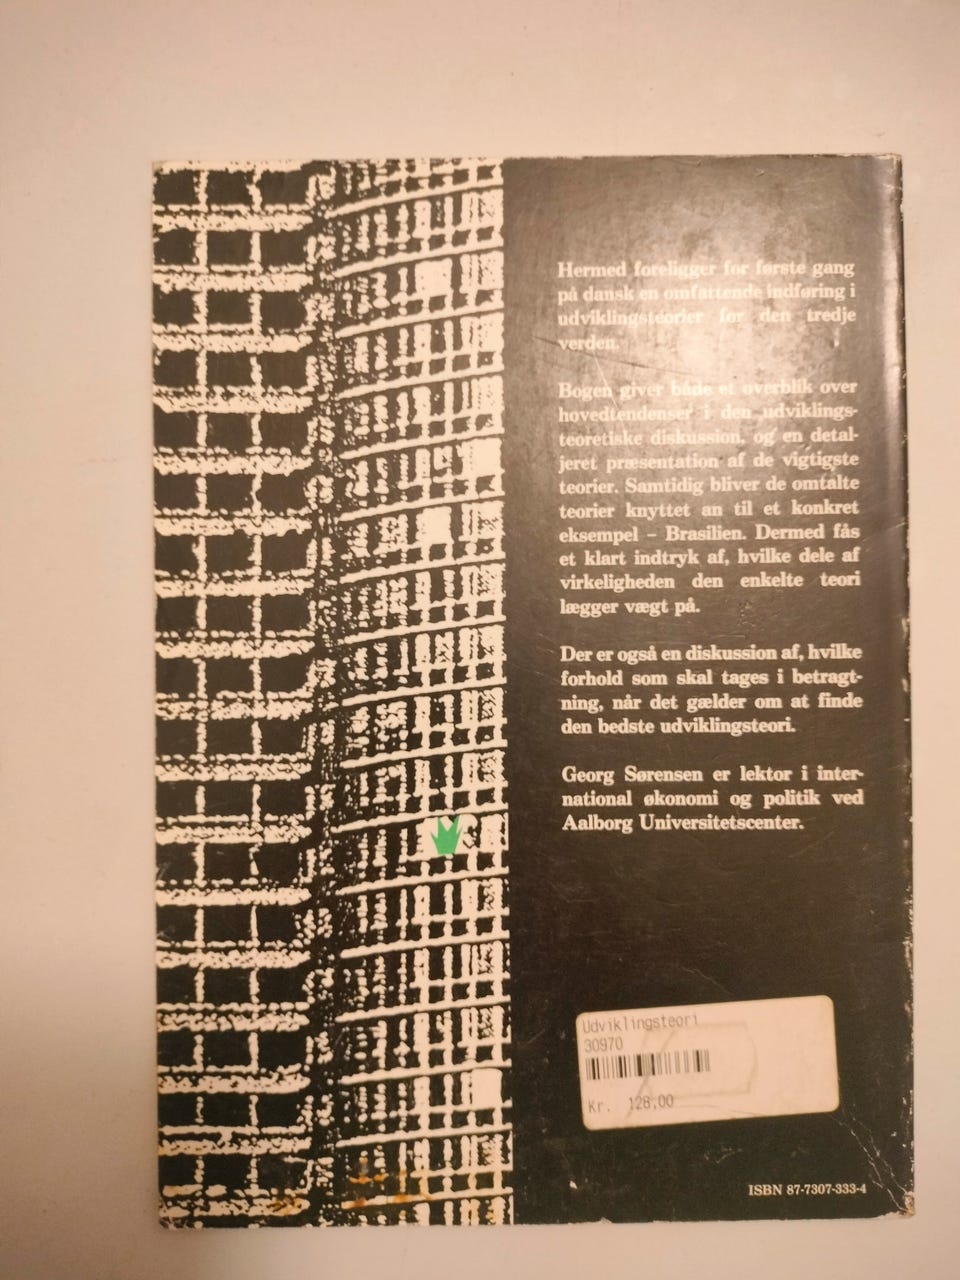 Hermed foreligger for første gang
på dansk en omfattende indføring i
udviklingsteorier for den tredje
verden.
Bogen giver både et overblik over
hovedtendenser i den udviklings-
teoretiske diskussion, og en detal-
jeret præsentation af de vigtigste
teorier. Samtidig bliver de omtalte
teorier knyttet an til et konkret
eksempel – Brasilien. Dermed fås
et klart indtryk af, hvilke dele af
virkeligheden den enkelte teori
lægger vægt på.
Der er også en diskussion af, hvilke
forhold som skal tages i betragt-
ning, når det gælder om at finde
den bedste udviklingsteori.
Georg Sørensen er lektor i inter-
national økonomi og politik ved
Aalborg Universitetscenter.
Udviklingsteori
30970
Kr. 128,00
ISBN 87-7307-333-4